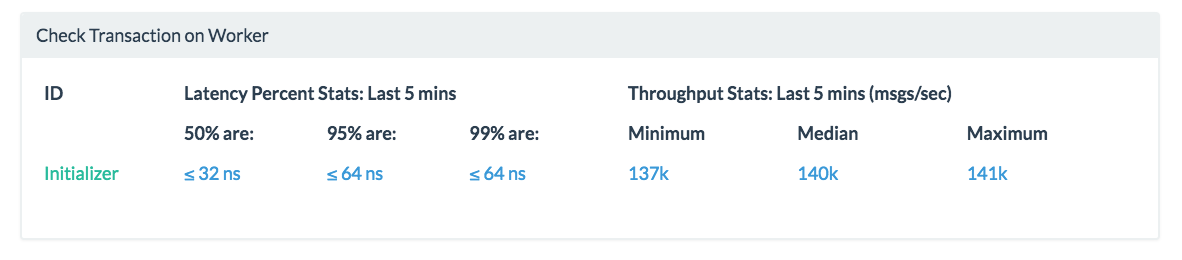 Check Transaction on Worker
ID Latency Percent Stats: Last 5 mins Throughput Stats: Last 5 mins (msgs/sec)
50% are: 95% are: 99% are: Minimum Median Maximum
Initializer ≤ 32 ns ≤ 64 ns ≤ 64 ns 137k 140k 141k